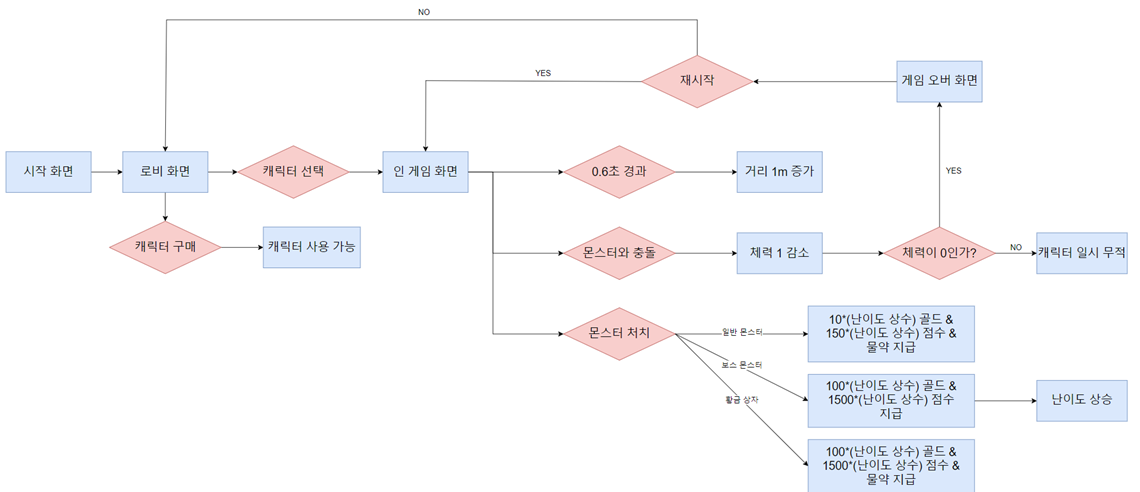 NO
재시작
YES
게임 오버 화면
시작 화면
로비 화면
캐릭터 선택
인 게임 화면
0.6초 경과
거리 1m 증가
YES
캐릭터 구매
캐릭터 사용 가능
몬스터와 충돌
체력 1 감소
체력이 0인가?
NO
캐릭터 일시 무적
몬스터 처치
일반 몬스터
10*(난이도 상수) 골드 &
150*(난이도 상수) 점수 &
물약 지급
보스 몬스터
100*(난이도 상수) 골드 &
1500*(난이도 상수) 점수
지급
난이도 상승
황금 상자
100*(난이도 상수) 골드 &
1500*(난이도 상수) 점수 &
물약 지급